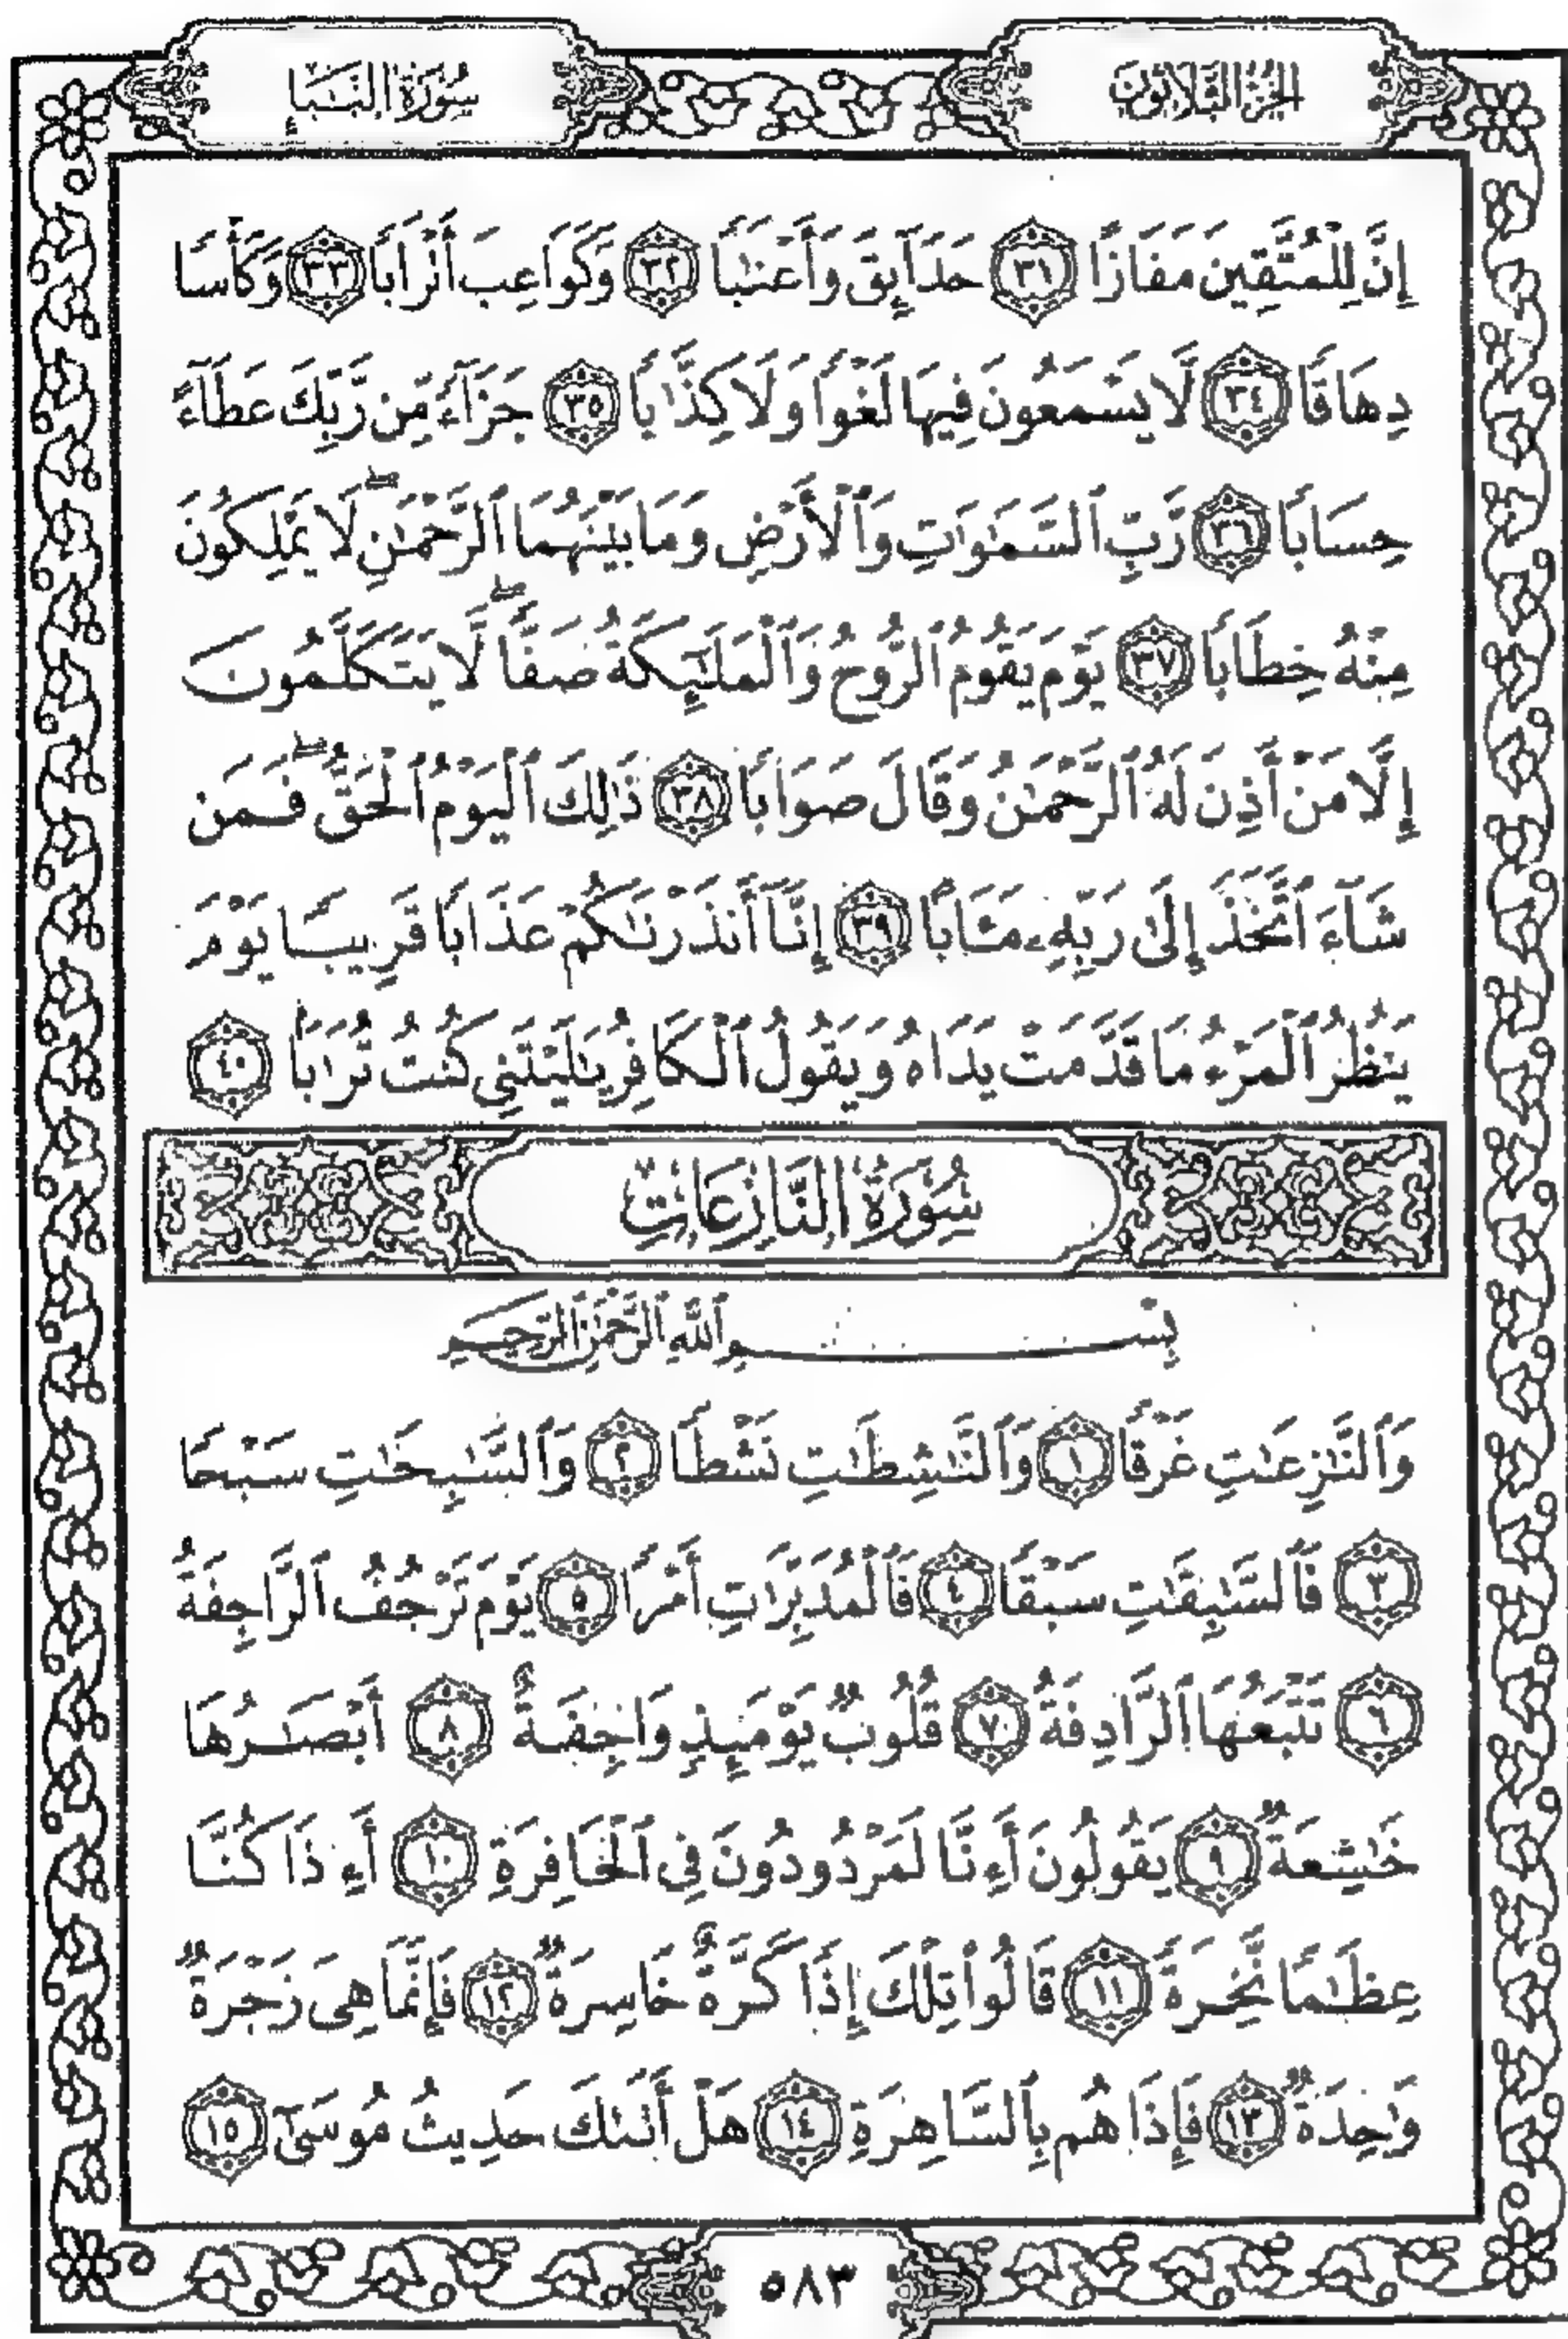 الجزء الثلاثون
سورة النبإ
إِنَّ لِلْمُتَّقِينَ مَفَازًا ٣١ حَدَآئِقَ وَأَعْنَٰبًا ٣٢ وَكَوَاعِبَ أَتْرَابًا ٣٣ وَكَأْسًا
دِهَاقًا ٣٤ لَّا يَسْمَعُونَ فِيهَا لَغْوًا وَلَا كِذَّٰبًا ٣٥ جَزَآءً مِّن رَّبِّكَ عَطَآءً
حِسَابًا ٣٦ رَّبِّ ٱلسَّمَٰوَٰتِ وَٱلْأَرْضِ وَمَا بَيْنَهُمَا ٱلرَّحْمَٰنِۖ لَا يَمْلِكُونَ
مِنْهُ خِطَابًا ٣٧ يَوْمَ يَقُومُ ٱلرُّوحُ وَٱلْمَلَٰٓئِكَةُ صَفًّاۖ لَّا يَتَكَلَّمُونَ
إِلَّا مَنْ أَذِنَ لَهُ ٱلرَّحْمَٰنُ وَقَالَ صَوَابًا ٣٨ ذَٰلِكَ ٱلْيَوْمُ ٱلْحَقُّۖ فَمَن
شَآءَ ٱتَّخَذَ إِلَىٰ رَبِّهِۦ مَـَٔابًا ٣٩ إِنَّآ أَنذَرْنَٰكُمْ عَذَابًا قَرِيبًا يَوْمَ
يَنظُرُ ٱلْمَرْءُ مَا قَدَّمَتْ يَدَاهُ وَيَقُولُ ٱلْكَافِرُ يَٰلَيْتَنِي كُنتُ تُرَٰبًۢا ٤٠
سُورَةُ النَّازِعَاتِ
بِسْمِ ٱللَّهِ ٱلرَّحْمَٰنِ ٱلرَّحِيمِ
وَٱلنَّٰزِعَٰتِ غَرْقًا ١ وَٱلنَّٰشِطَٰتِ نَشْطًا ٢ وَٱلسَّٰبِحَٰتِ سَبْحًا
٣ فَٱلسَّٰبِقَٰتِ سَبْقًا ٤ فَٱلْمُدَبِّرَٰتِ أَمْرًا ٥ يَوْمَ تَرْجُفُ ٱلرَّاجِفَةُ
٦ تَتْبَعُهَا ٱلرَّادِفَةُ ٧ قُلُوبٌ يَوْمَئِذٍ وَاجِفَةٌ ٨ أَبْصَٰرُهَا
خَٰشِعَةٌ ٩ يَقُولُونَ أَءِنَّا لَمَرْدُودُونَ فِي ٱلْحَافِرَةِ ١٠ أَءِذَا كُنَّا
عِظَٰمًا نَّخِرَةً ١١ قَالُوا۟ تِلْكَ إِذًا كَرَّةٌ خَاسِرَةٌ ١٢ فَإِنَّمَا هِيَ زَجْرَةٌ
وَٰحِدَةٌ ١٣ فَإِذَا هُم بِٱلسَّاهِرَةِ ١٤ هَلْ أَتَىٰكَ حَدِيثُ مُوسَىٰٓ ١٥
٥٨٣